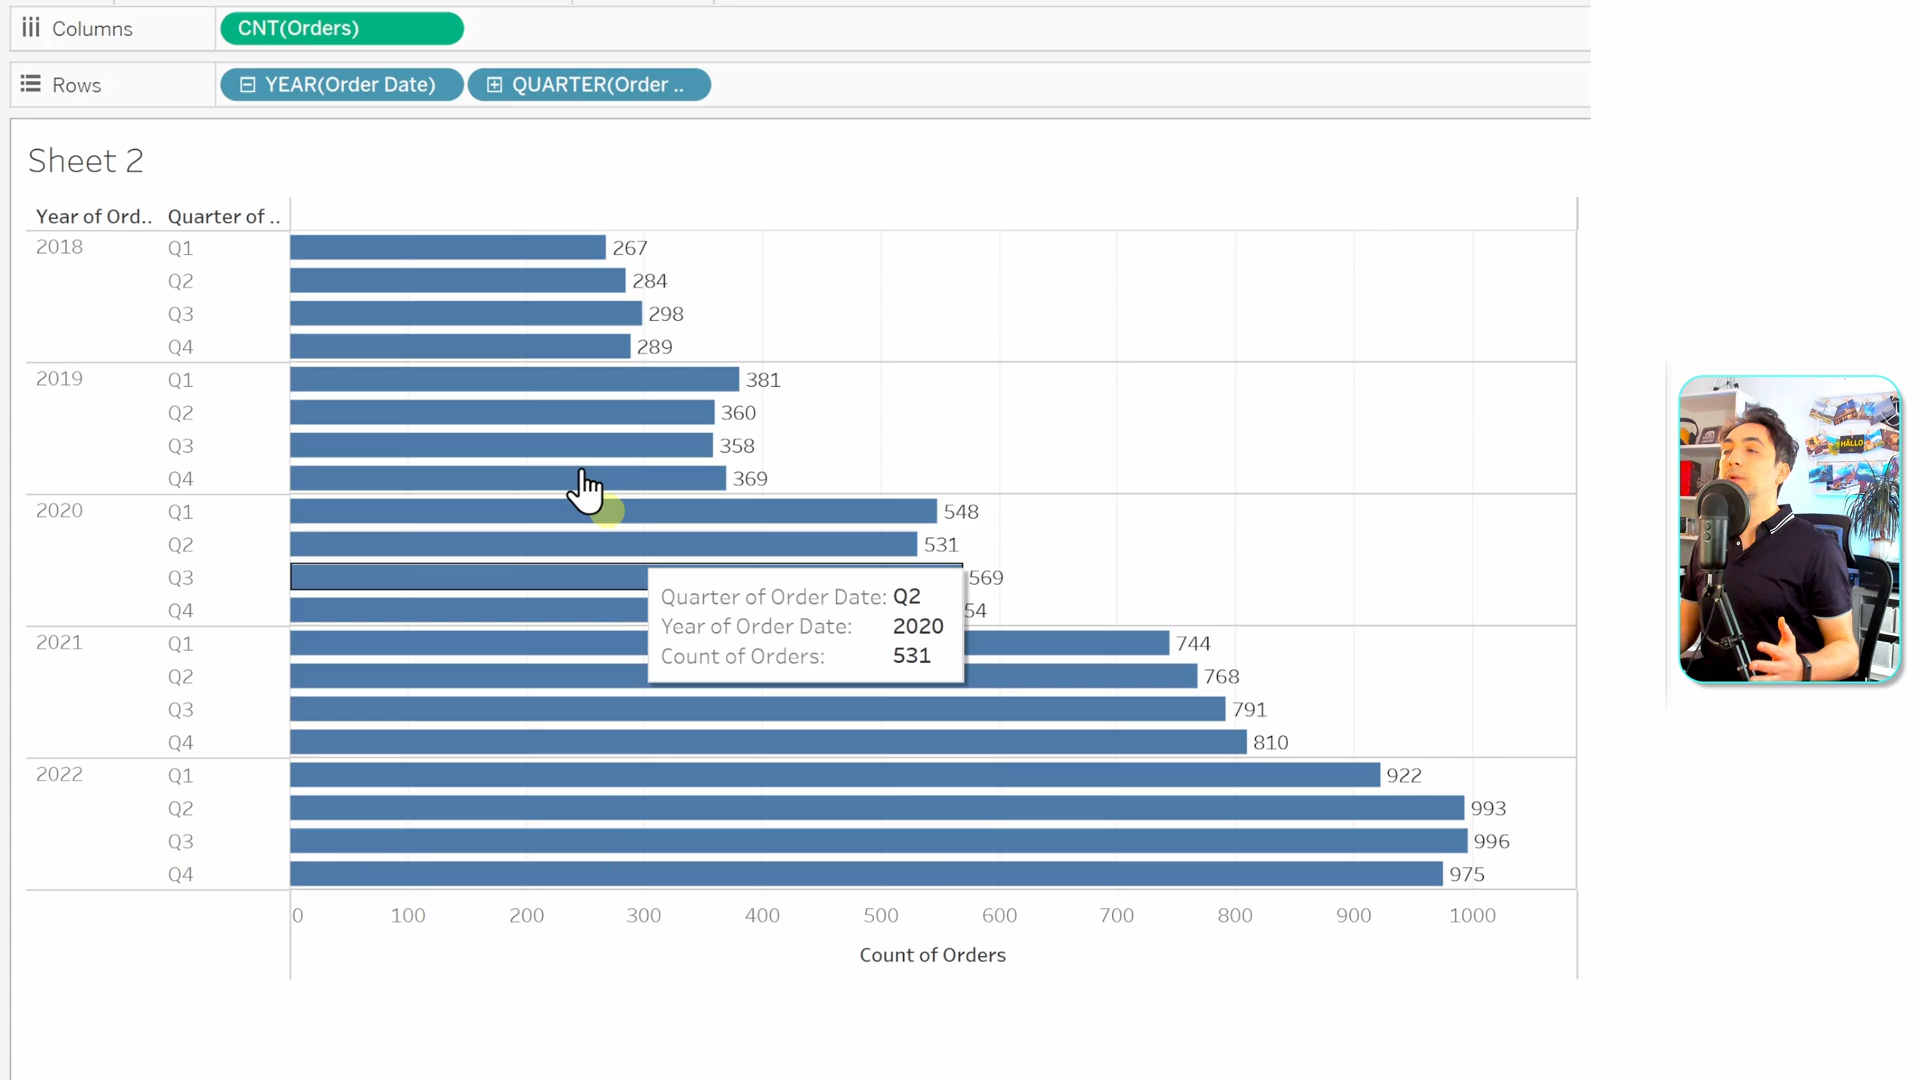 Columns
CNT(Orders)
Rows
YEAR(Order Date)
QUARTER(Order ..
Sheet 2
Year of Ord..
Quarter of ..
2018
Q1
267
Q2
284
Q3
298
Q4
289
2019
Q1
381
Q2
360
Q3
358
Q4
369
2020
Q1
548
Q2
531
Q3
569
Q4
54
Quarter of Order Date: Q2
Year of Order Date: 2020
Count of Orders: 531
2021
Q1
744
Q2
768
Q3
791
Q4
810
2022
Q1
922
Q2
993
Q3
996
Q4
975
0 100 200 300 400 500 600 700 800 900 1000
Count of Orders
HALLO